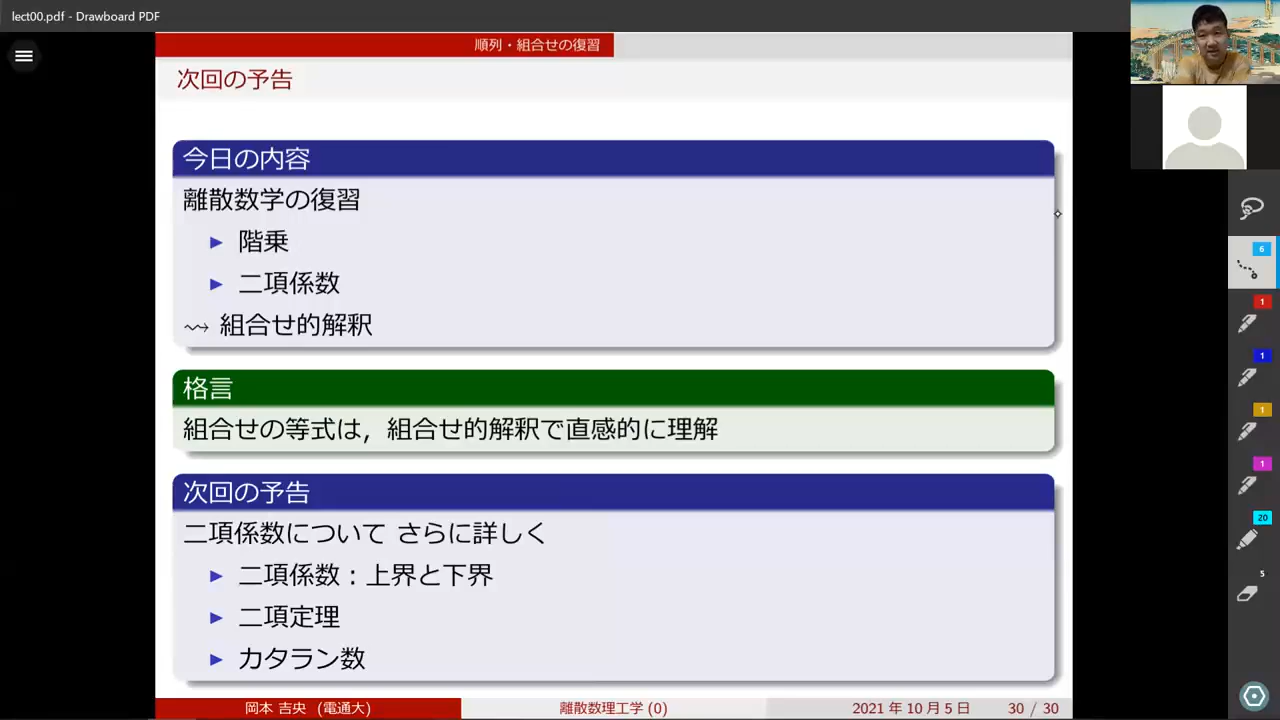 lect00.pdf - Drawboard PDF
順列・組合せの復習
次回の予告
今日の内容
離散数学の復習
▶ 階乗
▶ 二項係数
⇝ 組合せ的解釈
格言
組合せの等式は，組合せ的解釈で直感的に理解
次回の予告
二項係数について さらに詳しく
▶ 二項係数：上界と下界
▶ 二項定理
▶ カタラン数
岡本 吉央 (電通大)
離散数理工学 (0)
2021 年 10 月 5 日
30 / 30
6
1
1
1
1
20
5